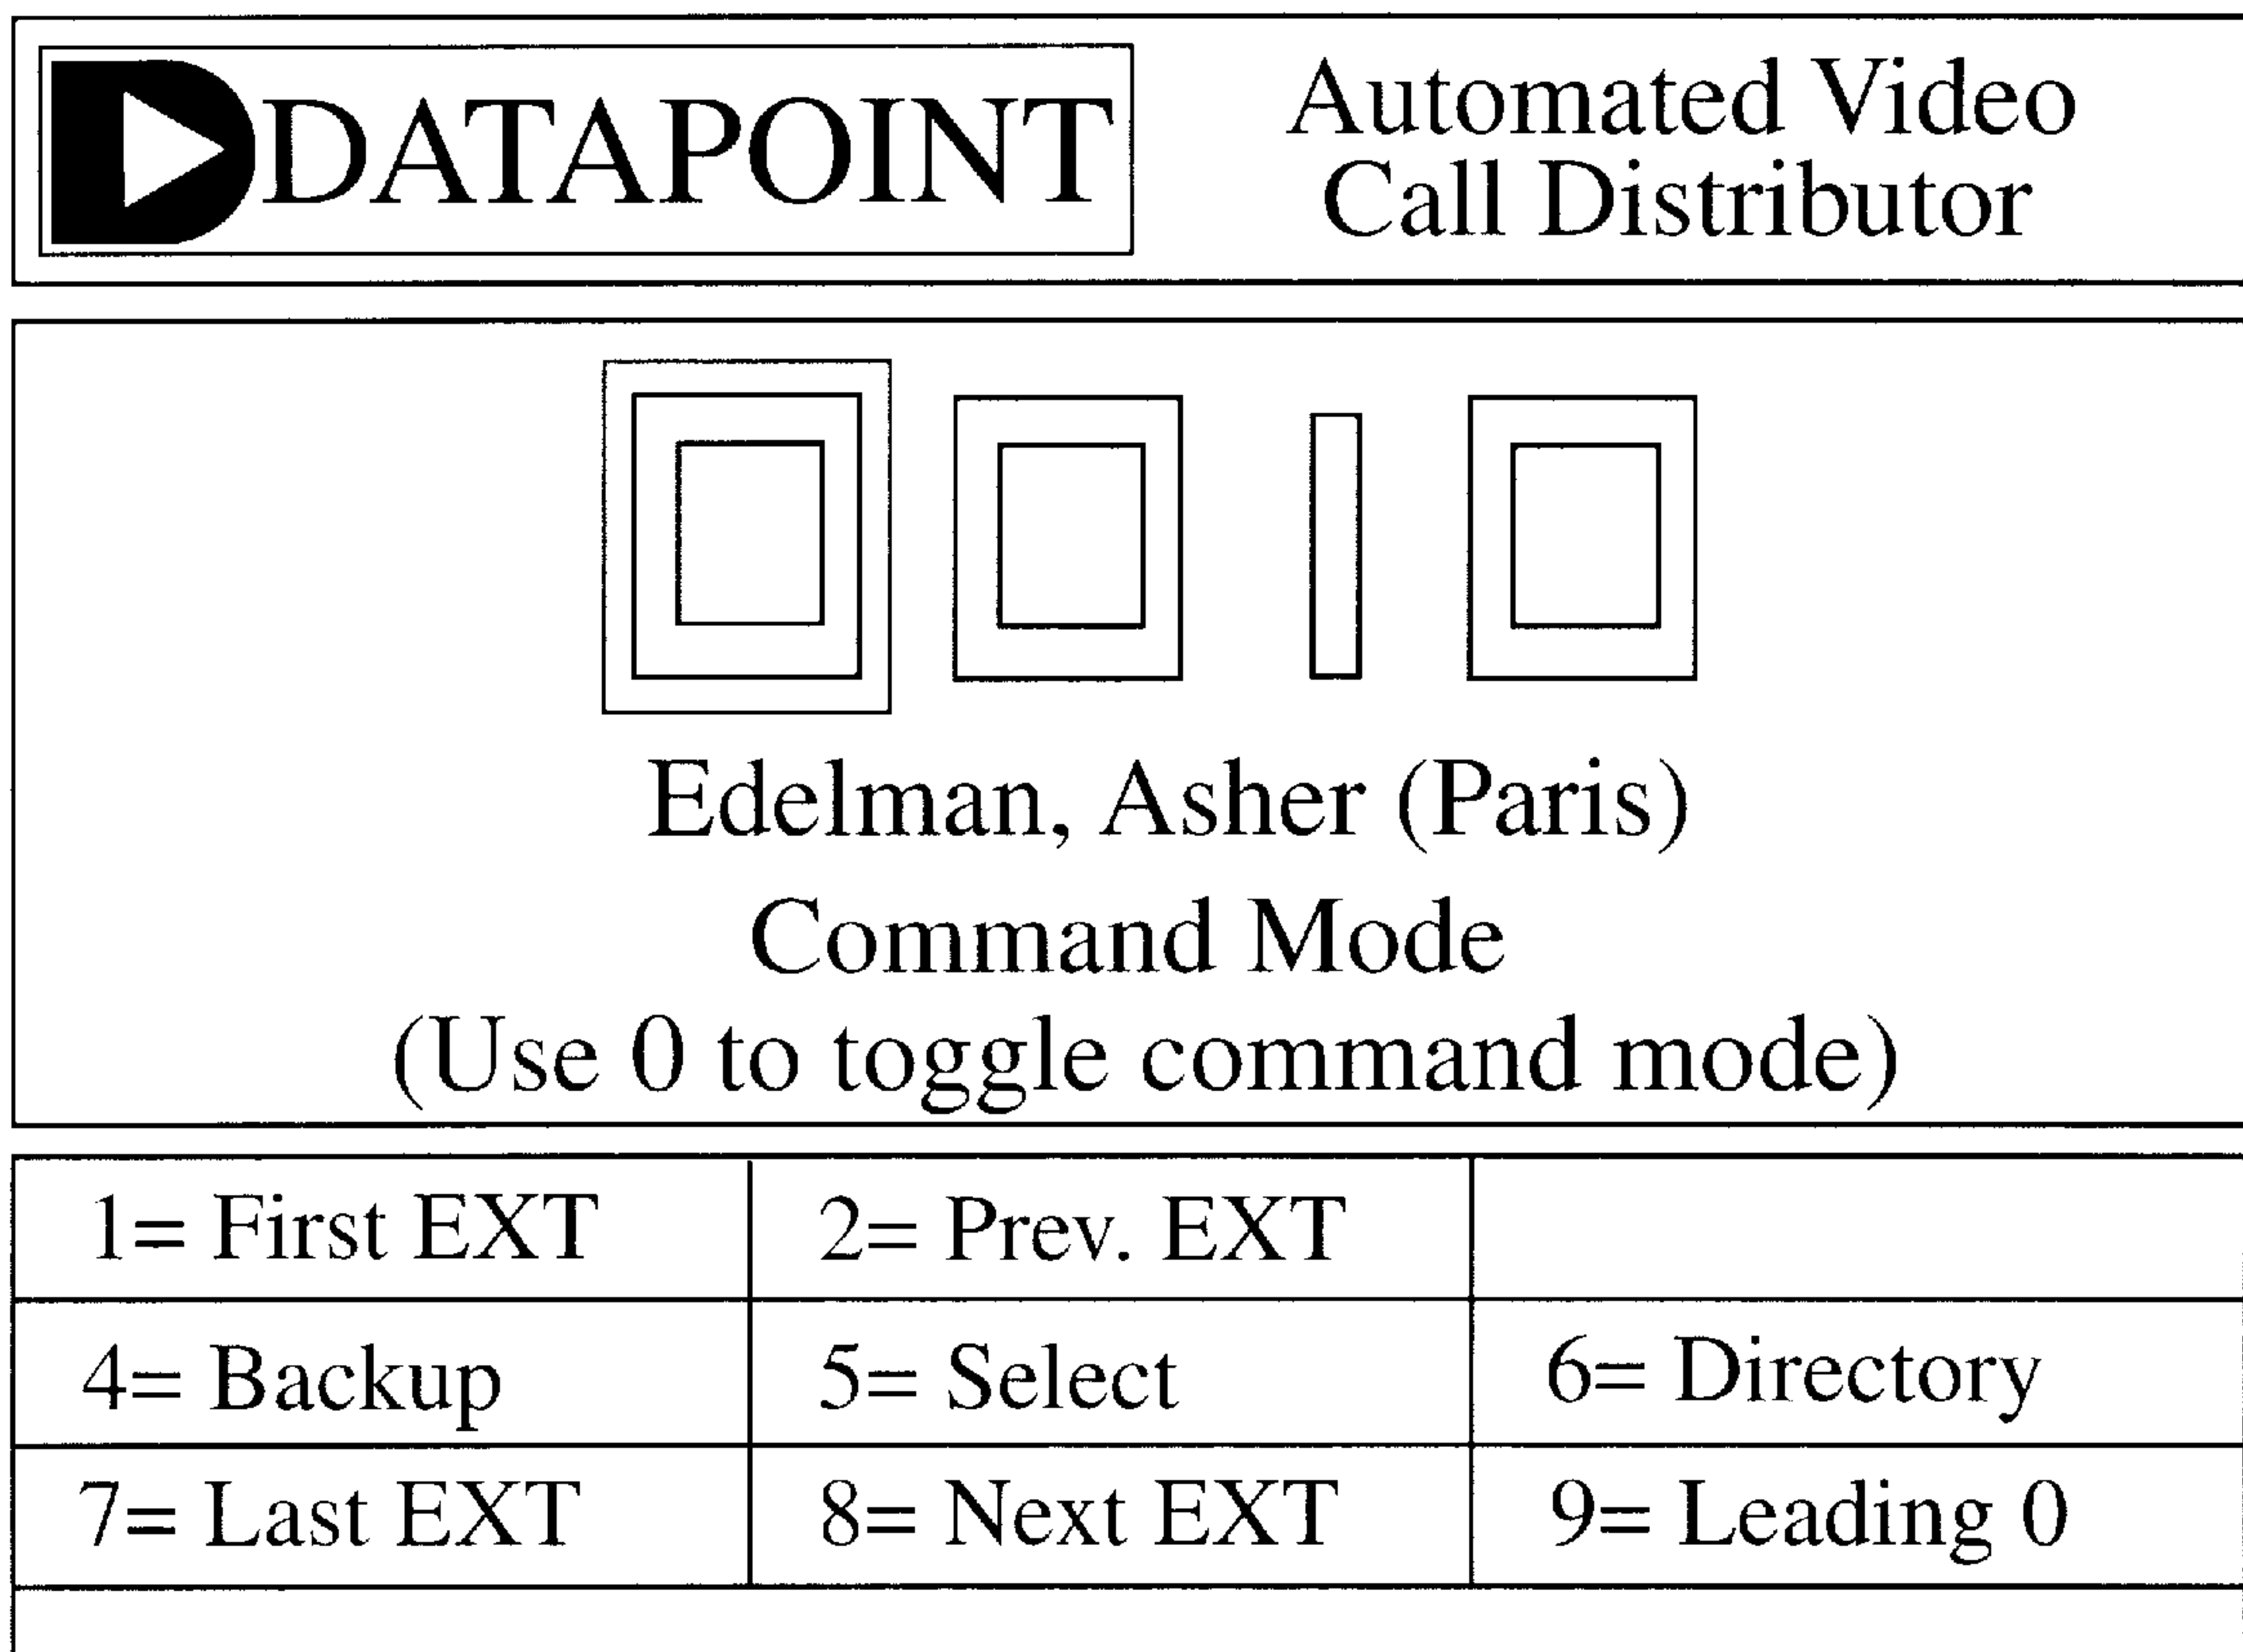 DATAPOINT
Automated Video
Call Distributor
0010
Edelman, Asher (Paris)
Command Mode
(Use 0 to toggle command mode)
1= First EXT
2= Prev. EXT
4= Backup
5= Select
6= Directory
7= Last EXT
8= Next EXT
9= Leading 0